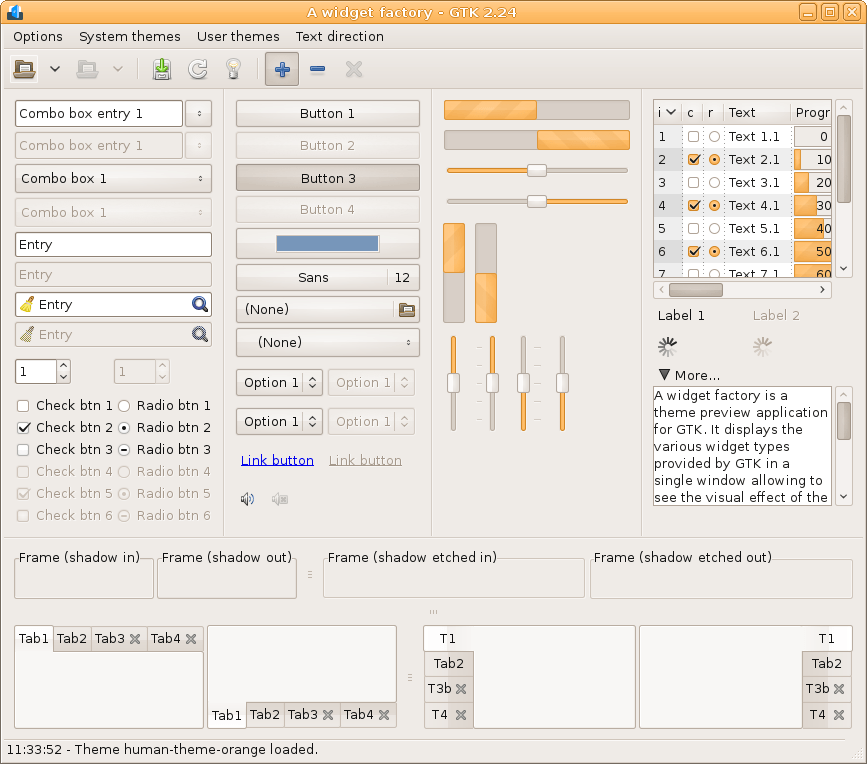 A widget factory - GTK 2.24
Options System themes User themes Text direction
Combo box entry 1
Combo box entry 1
Combo box 1
Combo box 1
Entry
Entry
Entry
Entry
1 1
Check btn 1 Radio btn 1
Check btn 2 Radio btn 2
Check btn 3 Radio btn 3
Check btn 4 Radio btn 4
Check btn 5 Radio btn 5
Check btn 6 Radio btn 6
Button 1
Button 2
Button 3
Button 4
Sans 12
(None)
(None)
Option 1 Option 1
Option 1 Option 1
Link button Link button
i c r Text Progr
1 Text 1.1 0
2 Text 2.1 10
3 Text 3.1 20
4 Text 4.1 30
5 Text 5.1 40
6 Text 6.1 50
7 Text 7.1 60
Label 1 Label 2
More...
A widget factory is a
theme preview application
for GTK. It displays the
various widget types
provided by GTK in a
single window allowing to
see the visual effect of the
Frame (shadow in) Frame (shadow out) Frame (shadow etched in) Frame (shadow etched out)
Tab1 Tab2 Tab3 Tab4
Tab1 Tab2 Tab3 Tab4
T1
Tab2
T3b
T4
T1
Tab2
T3b
T4
11:33:52 - Theme human-theme-orange loaded.